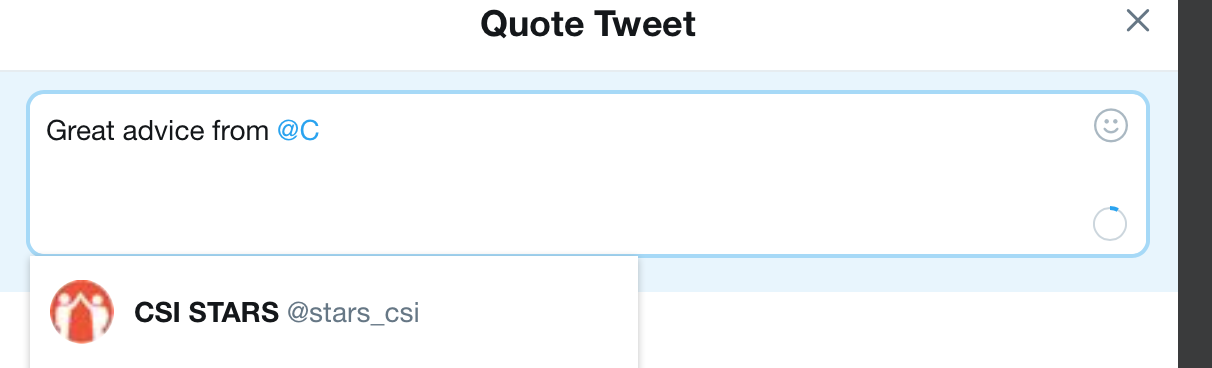 Quote Tweet
Great advice from @C
CSI STARS @stars_csi